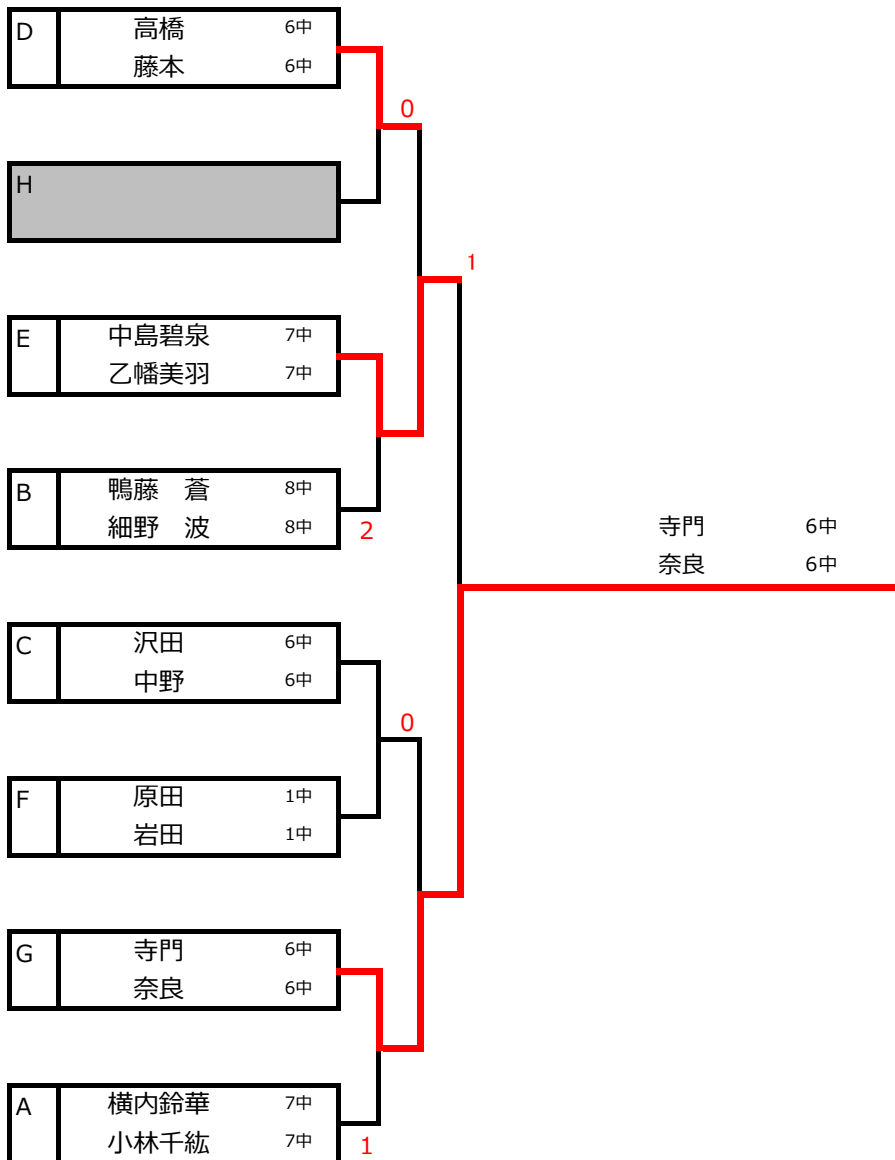 D 高橋 6中
藤本 6中
0
H
1
E 中島碧泉 7中
乙幡美羽 7中
B 鴨藤　蒼 8中
細野　波 8中
2
寺門 6中
奈良 6中
C 沢田 6中
中野 6中
0
F 原田 1中
岩田 1中
G 寺門 6中
奈良 6中
A 横内鈴華 7中
小林千紘 7中
1